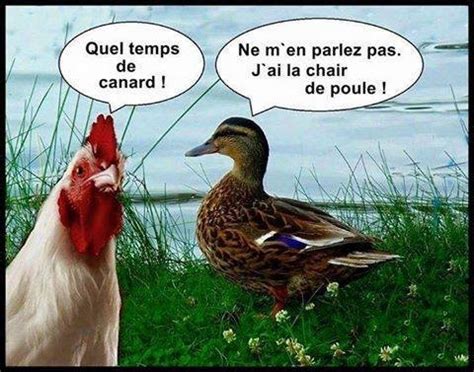 Quel temps
de
canard !
Ne m`en parlez pas.
J`ai la chair
de poule !